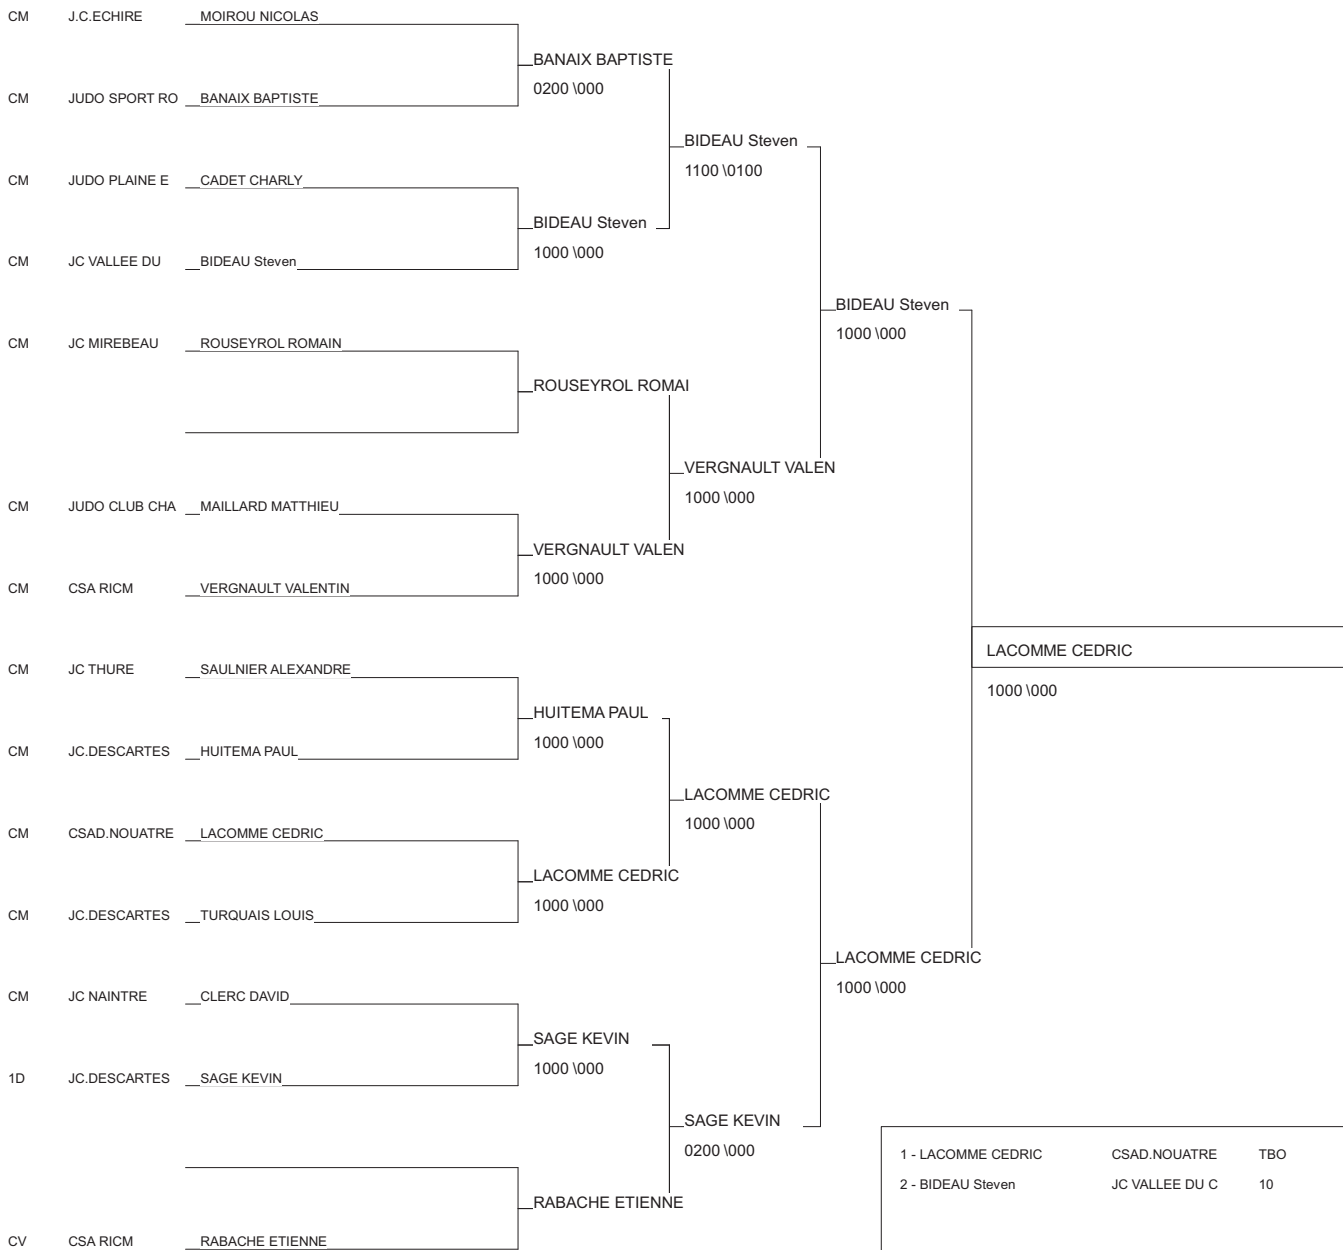 CM J.C.ECHIRE MOIROU NICOLAS
BANAIX BAPTISTE
0200 \000
CM JUDO SPORT RO BANAIX BAPTISTE
BIDEAU Steven
1100 \0100
CM JUDO PLAINE E CADET CHARLY
BIDEAU Steven
1000 \000
CM JC VALLEE DU BIDEAU Steven
BIDEAU Steven
1000 \000
CM JC MIREBEAU ROUSEYROL ROMAIN
ROUSEYROL ROMAI
VERGNAULT VALEN
1000 \000
CM JUDO CLUB CHA MAILLARD MATTHIEU
VERGNAULT VALEN
1000 \000
CM CSA RICM VERGNAULT VALENTIN
LACOMME CEDRIC
1000 \000
CM JC THURE SAULNIER ALEXANDRE
HUITEMA PAUL
1000 \000
CM JC.DESCARTES HUITEMA PAUL
LACOMME CEDRIC
1000 \000
CM CSAD.NOUATRE LACOMME CEDRIC
LACOMME CEDRIC
1000 \000
CM JC.DESCARTES TURQUAIS LOUIS
LACOMME CEDRIC
1000 \000
CM JC NAINTRE CLERC DAVID
SAGE KEVIN
1000 \000
1D JC.DESCARTES SAGE KEVIN
SAGE KEVIN
0200 \000
1 - LACOMME CEDRIC CSAD.NOUATRE TBO
2 - BIDEAU Steven JC VALLEE DU C 10
RABACHE ETIENNE
CV CSA RICM RABACHE ETIENNE